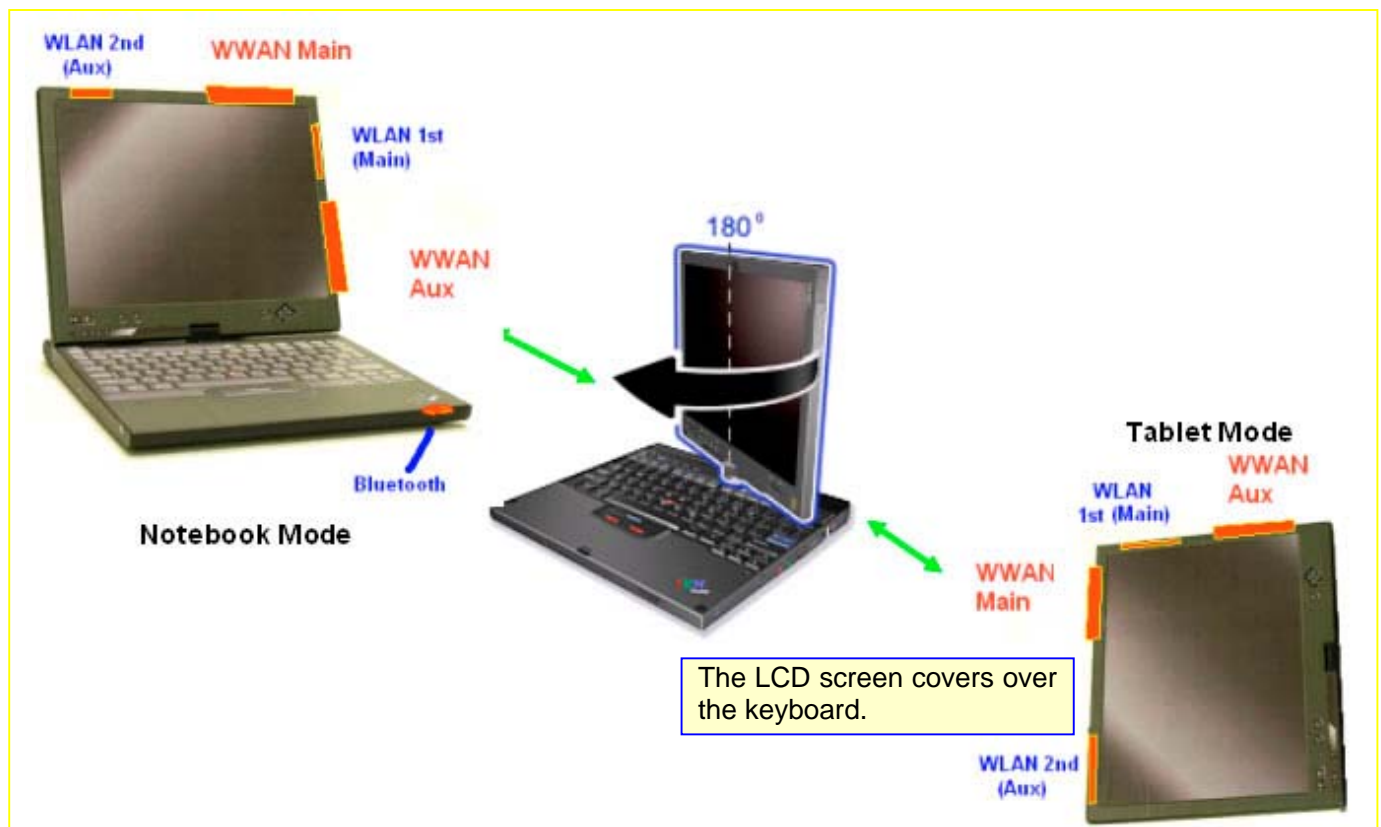 WLAN 2nd
(Aux)
WWAN Main
WLAN 1st
(Main)
WWAN
Aux
Bluetooth
Notebook Mode
180°
Tablet Mode
WWAN
Aux
WLAN
1st (Main)
WWAN
Main
The LCD screen covers over
the keyboard.
WLAN 2nd
(Aux)